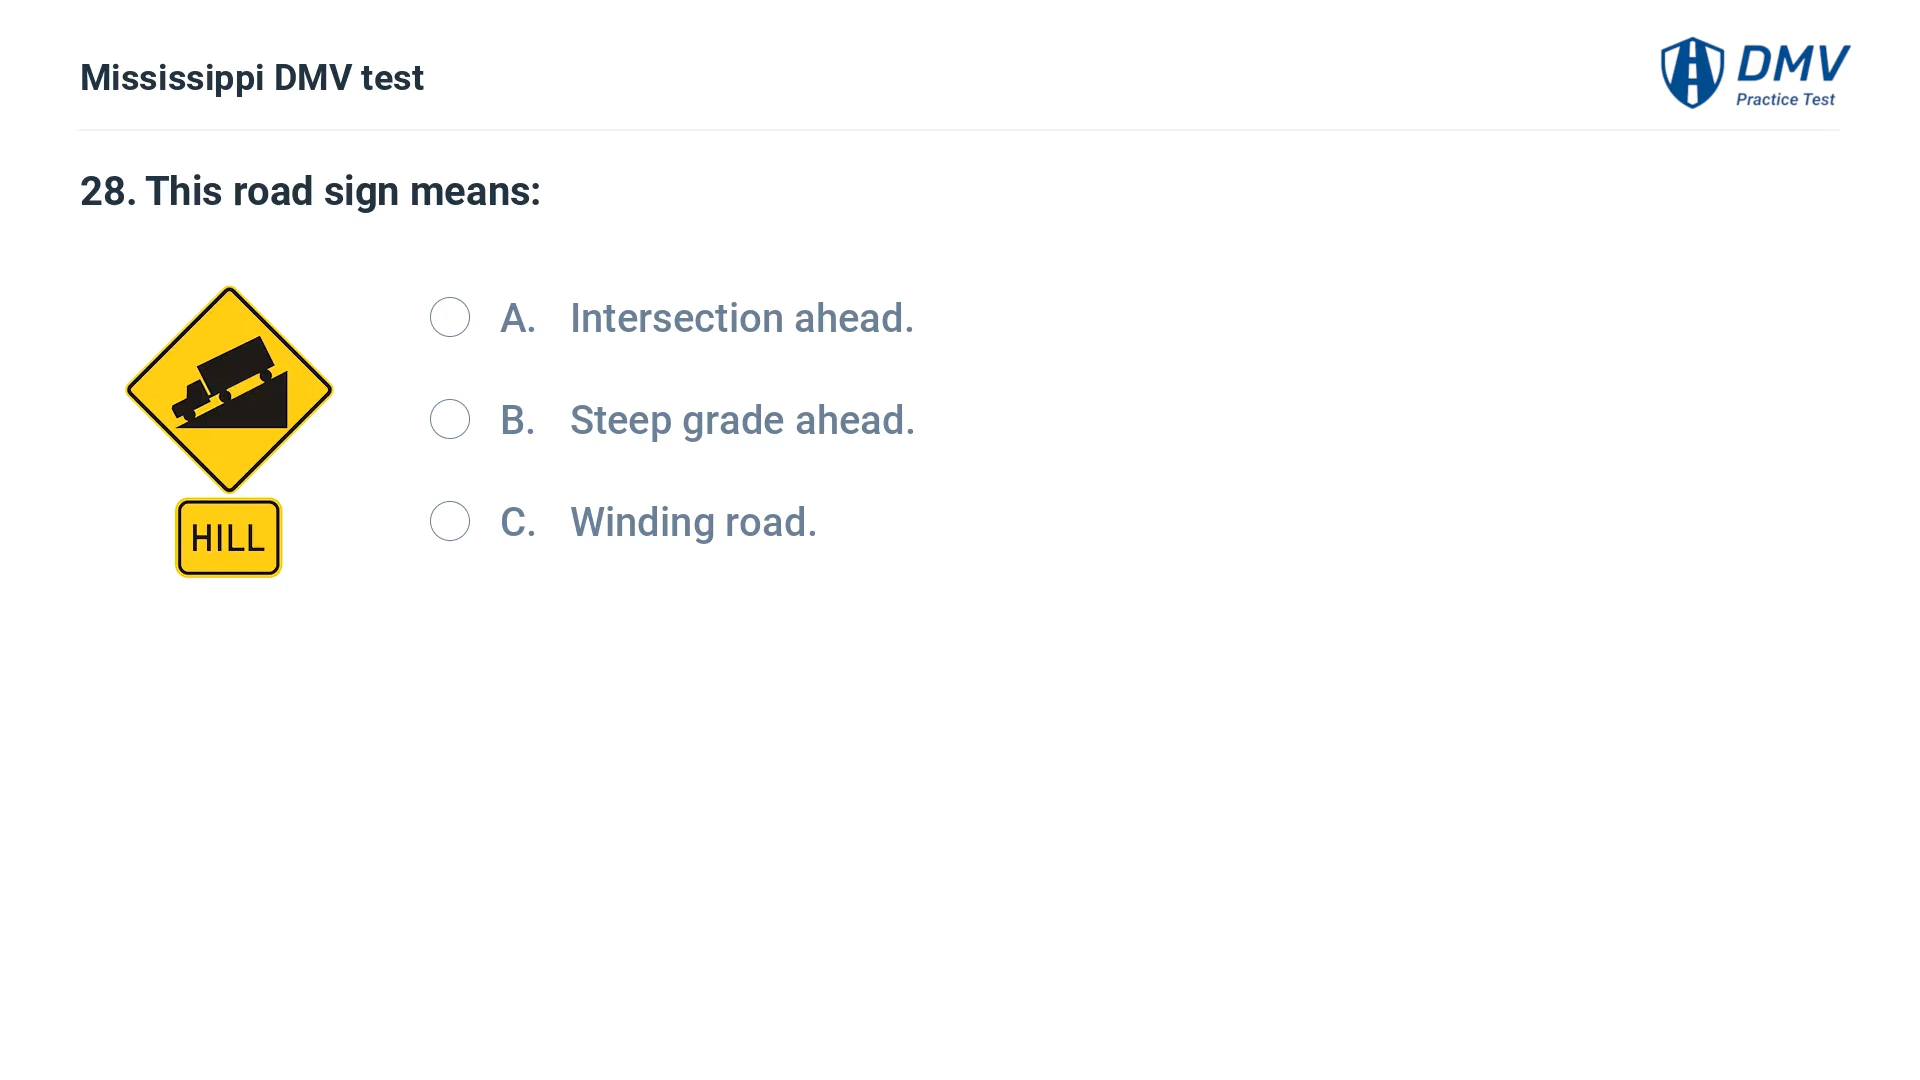 Mississippi DMV test
DMV
Practice Test
28. This road sign means:
A. Intersection ahead.
B. Steep grade ahead.
C. Winding road.
HILL